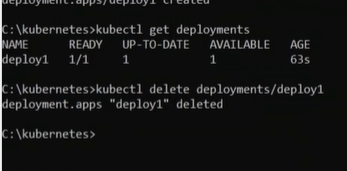 deployment.apps/deploy1 created
C:\kubernetes>kubectl get deployments
NAME READY UP-TO-DATE AVAILABLE AGE
deploy1 1/1 1 1 63s
C:\kubernetes>kubectl delete deployments/deploy1
deployment.apps "deploy1" deleted
C:\kubernetes>